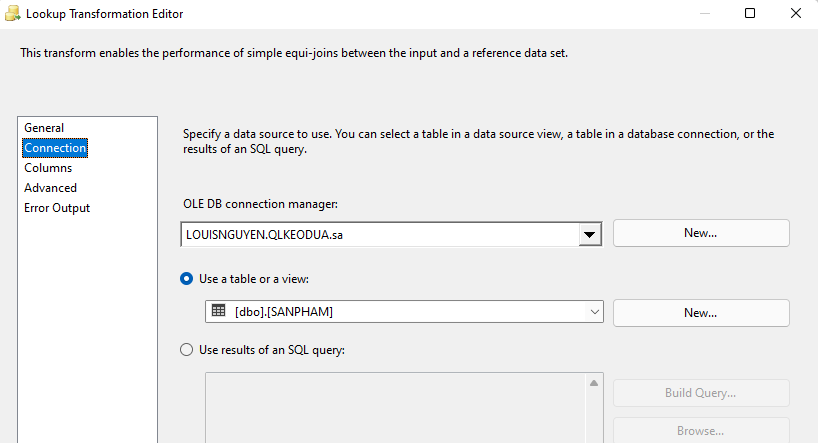 Lookup Transformation Editor
This transform enables the performance of simple equi-joins between the input and a reference data set.
General
Connection
Columns
Advanced
Error Output
Specify a data source to use. You can select a table in a data source view, a table in a database connection, or the
results of an SQL query.
OLE DB connection manager:
LOUISNGUYEN.QLKEODUA.sa
New...
Use a table or a view:
[dbo].[SANPHAM]
New...
Use results of an SQL query:
Build Query...
Browse...